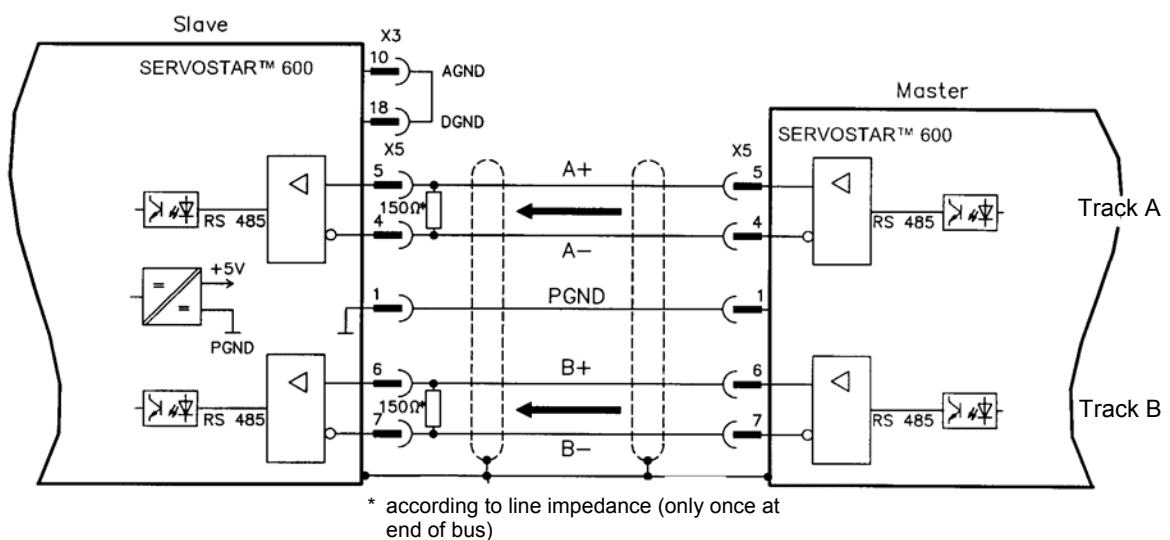 Slave
SERVOSTAR™ 600
X3
10
AGND
18
DGND
Master
SERVOSTAR™ 600
X5
X5
5
A+
5
150Ω*
RS 485
RS 485
Track A
4
A−
4
+5V
1
PGND
1
PGND
6
B+
6
150Ω*
RS 485
RS 485
Track B
7
B−
7
* according to line impedance (only once at
end of bus)